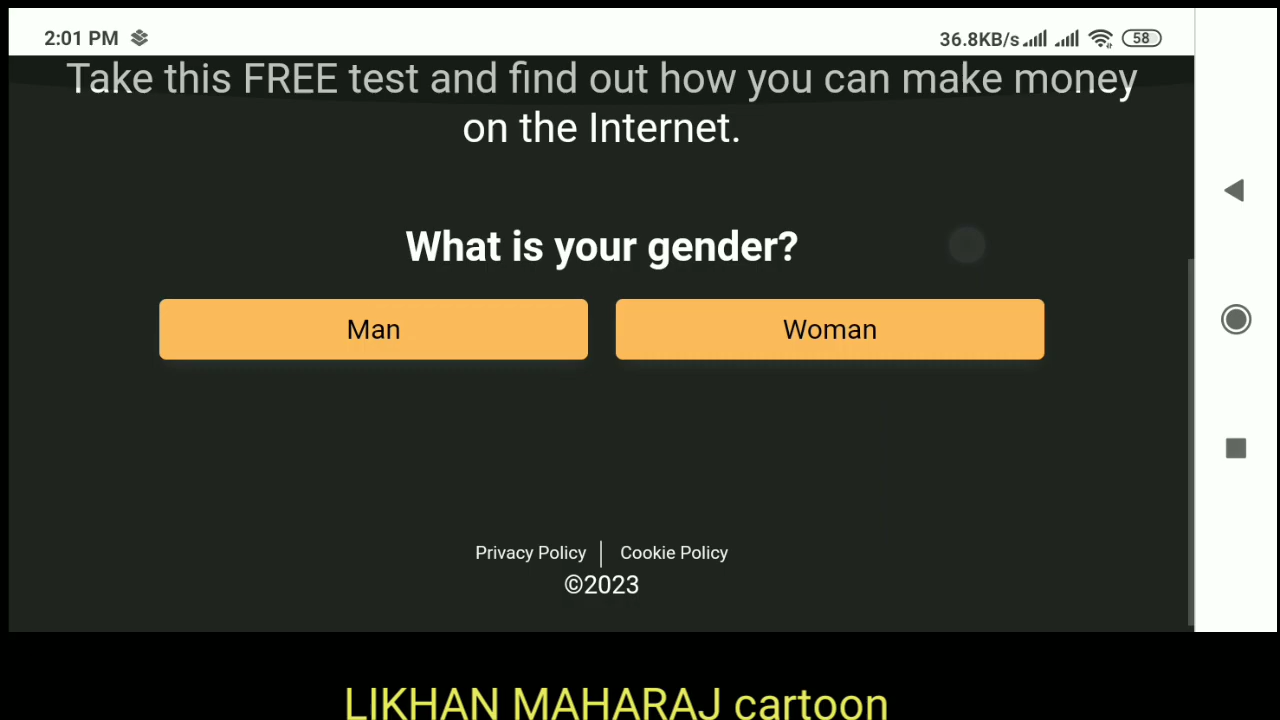 2:01 PM 36.8KB/s 58
Take this FREE test and find out how you can make money
on the Internet.
What is your gender?
Man Woman
Privacy Policy | Cookie Policy
©2023
LIKHAN MAHARAJ cartoon